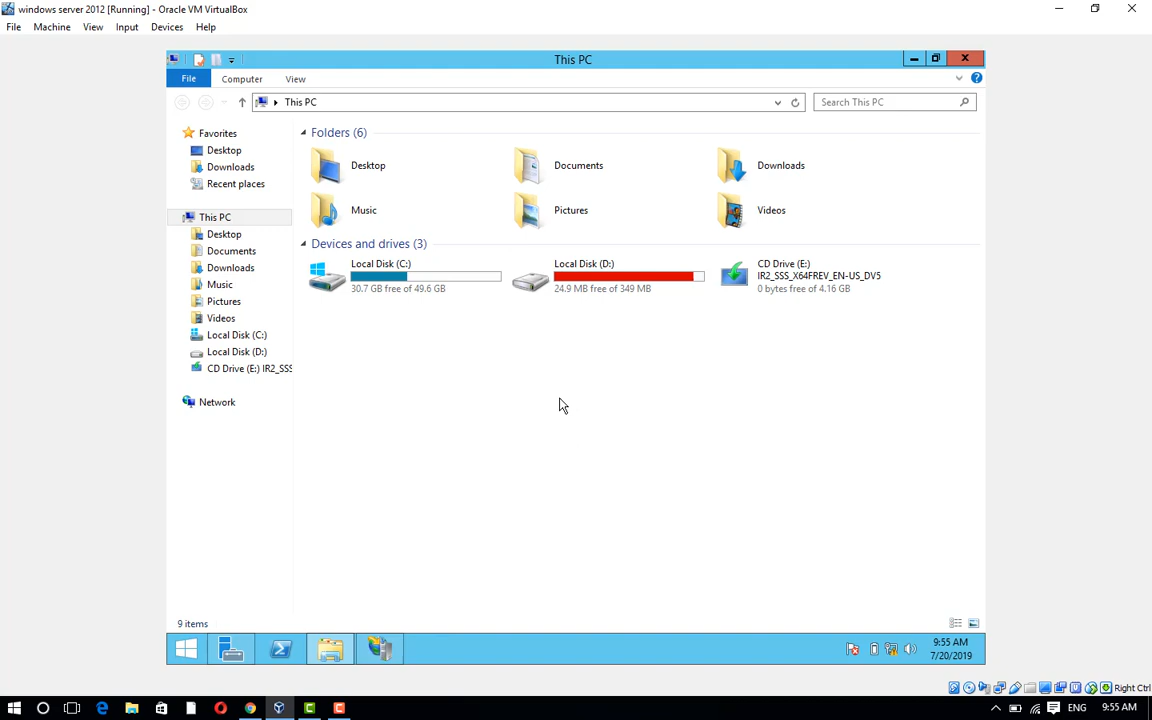 windows server 2012 [Running] - Oracle VM VirtualBox
File Machine View Input Devices Help
This PC
File Computer View
This PC
Search This PC
Favorites
Desktop
Downloads
Recent places
This PC
Desktop
Documents
Downloads
Music
Pictures
Videos
Local Disk (C:)
Local Disk (D:)
CD Drive (E:) IR2_SSS
Network
Folders (6)
Desktop Documents Downloads
Music Pictures Videos
Devices and drives (3)
Local Disk (C:)
30.7 GB free of 49.6 GB
Local Disk (D:)
24.9 MB free of 349 MB
CD Drive (E:)
IR2_SSS_X64FREV_EN-US_DV5
0 bytes free of 4.16 GB
9 items
9:55 AM
7/20/2019
Right Ctrl
ENG 9:55 AM